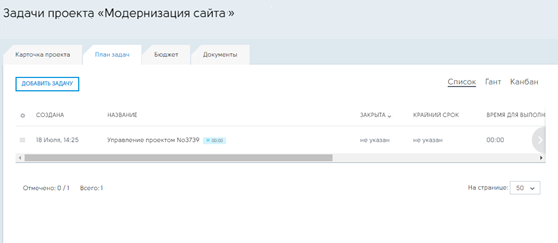 Задачи проекта «Модернизация сайта »
Карточка проекта План задач Бюджет Документы
ДОБАВИТЬ ЗАДАЧУ Список Гант Канбан
СОЗДАНА НАЗВАНИЕ ЗАКРЫТА КРАЙНИЙ СРОК ВРЕМЯ ДЛЯ ВЫПОЛН
18 Июля, 14:25 Управление проектом No3739 00:00 не указан не указан 00:00
Отмечено: 0 / 1 Всего: 1 На странице: 50